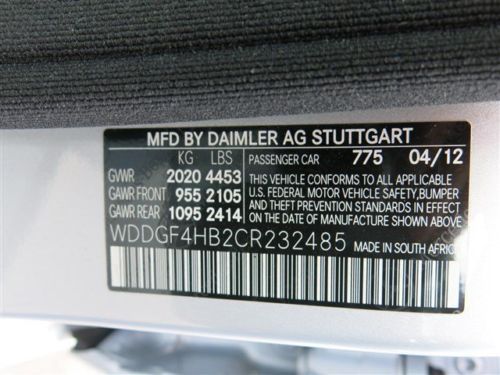 MFD BY DAIMLER AG STUTTGART
KG LBS PASSENGER CAR 775 04/12
GVWR 2020 4453 THIS VEHICLE CONFORMS TO ALL APPLICABLE
GAWR FRONT 955 2105 U.S. FEDERAL MOTOR VEHICLE SAFETY, BUMPER
GAWR REAR 1095 2414 AND THEFT PREVENTION STANDARDS IN EFFECT
ON THE DATE OF MANUFACTURE SHOWN ABOVE.
WDDGF4HB2CR232485 MADE IN SOUTH AFRICA